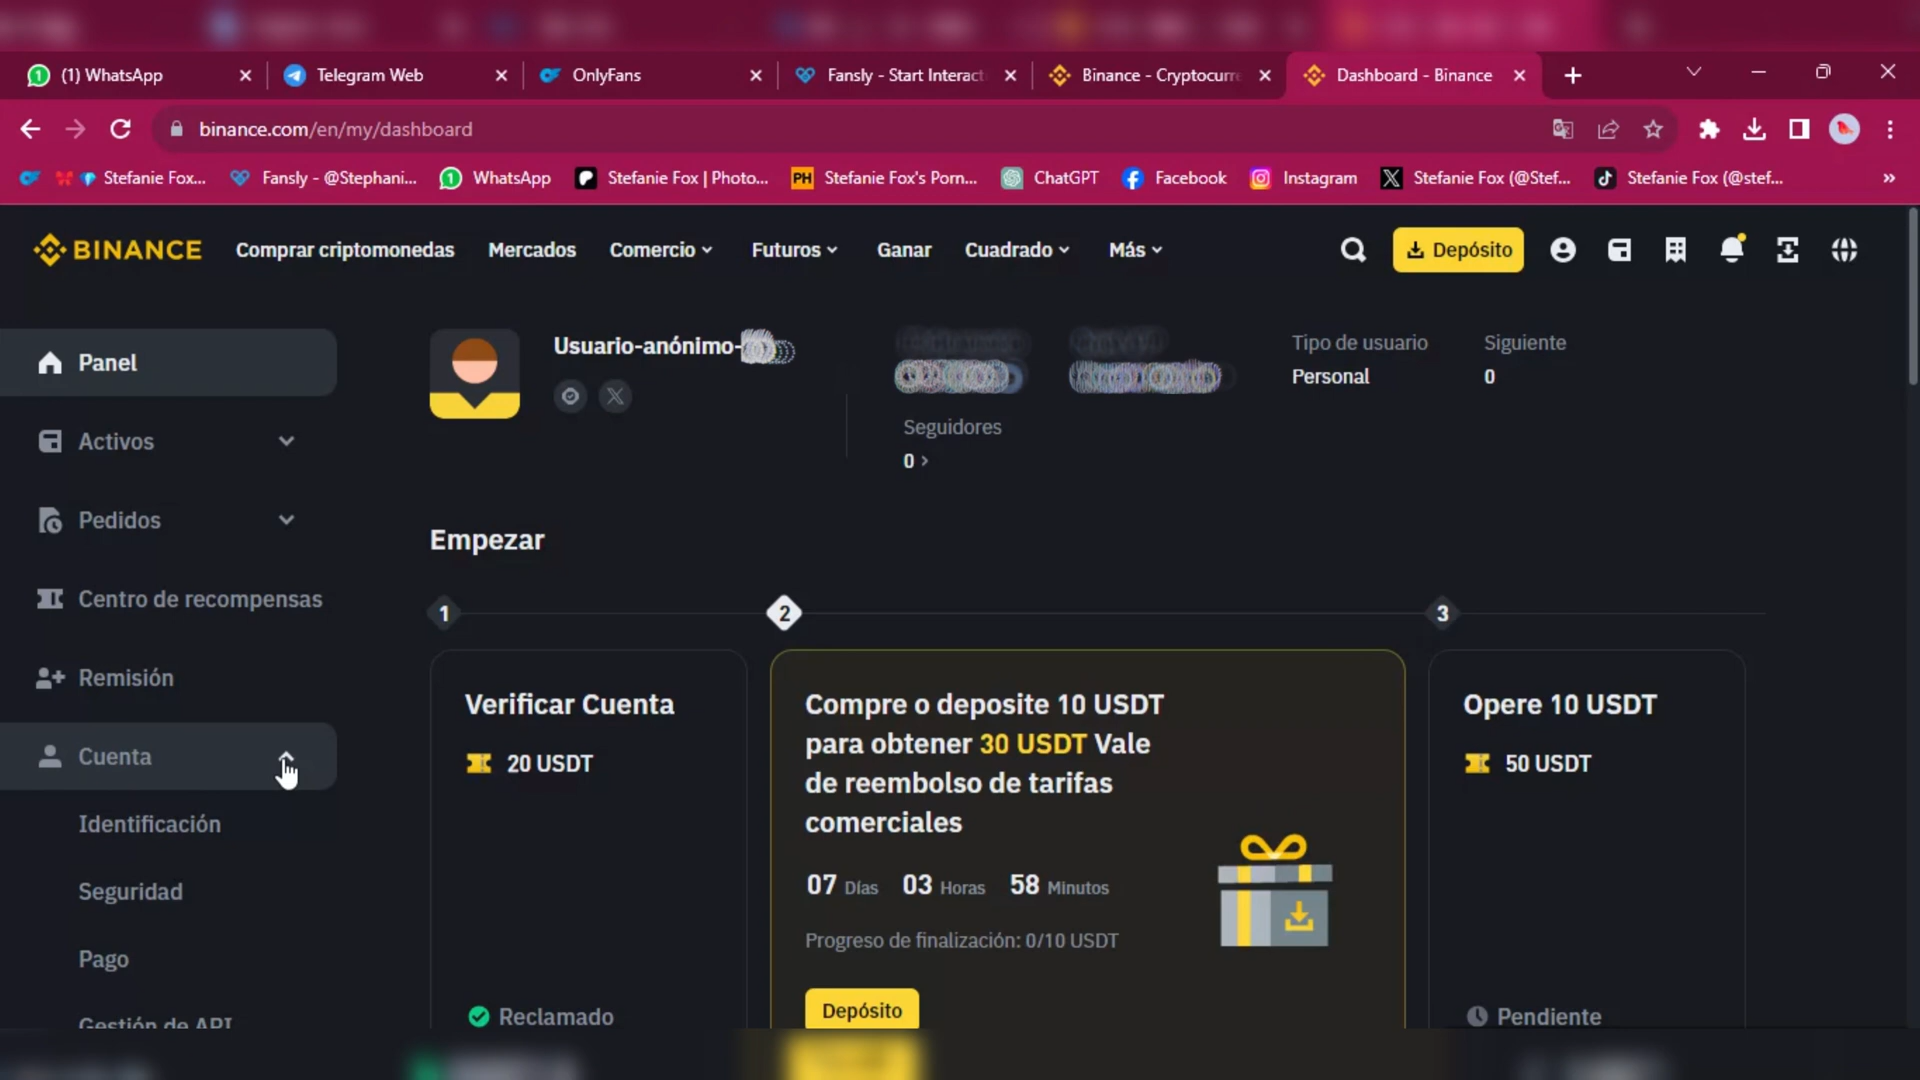 (1) WhatsApp
Telegram Web
OnlyFans
Fansly - Start Interact
Binance - Cryptocurr
Dashboard - Binance
binance.com/en/my/dashboard
Stefanie Fox...
Fansly - @Stephani...
WhatsApp
Stefanie Fox | Photo...
PH Stefanie Fox's Porn...
ChatGPT
Facebook
Instagram
Stefanie Fox (@Stef...
Stefanie Fox (@stef...
BINANCE
Comprar criptomonedas
Mercados
Comercio
Futuros
Ganar
Cuadrado
Más
Depósito
Panel
Activos
Pedidos
Centro de recompensas
Remisión
Cuenta
Identificación
Seguridad
Pago
Gestión de API
Usuario-anónimo-
Tipo de usuario
Personal
Siguiente
0
Seguidores
0
Empezar
1
2
3
Verificar Cuenta
20 USDT
Reclamado
Compre o deposite 10 USDT
para obtener 30 USDT Vale
de reembolso de tarifas
comerciales
07 Días 03 Horas 58 Minutos
Progreso de finalización: 0/10 USDT
Depósito
Opere 10 USDT
50 USDT
Pendiente